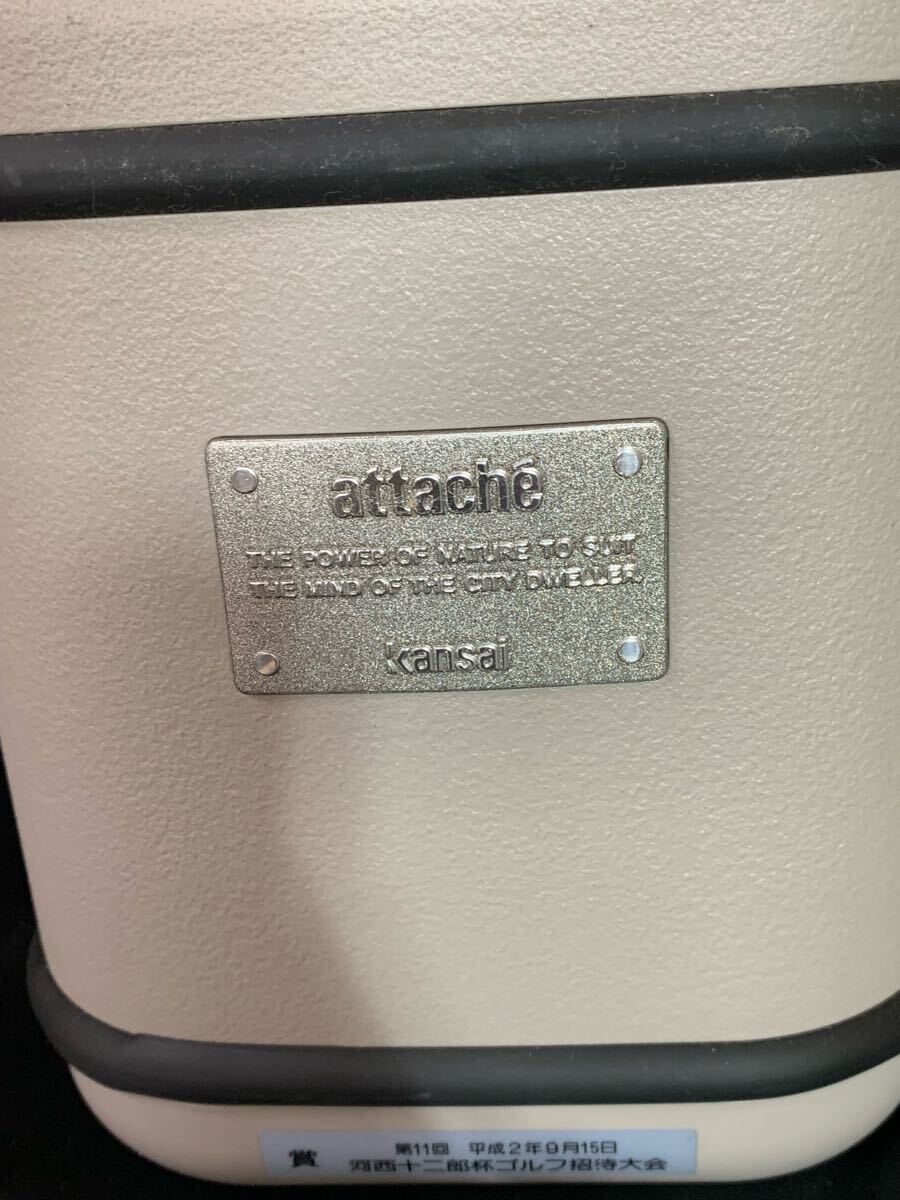 attaché
THE POWER OF NATURE TO SUIT
THE MIND OF THE CITY DWELLER.
kansai
賞 第11回 平成2年9月15日
河西十二郎杯ゴルフ招待大会